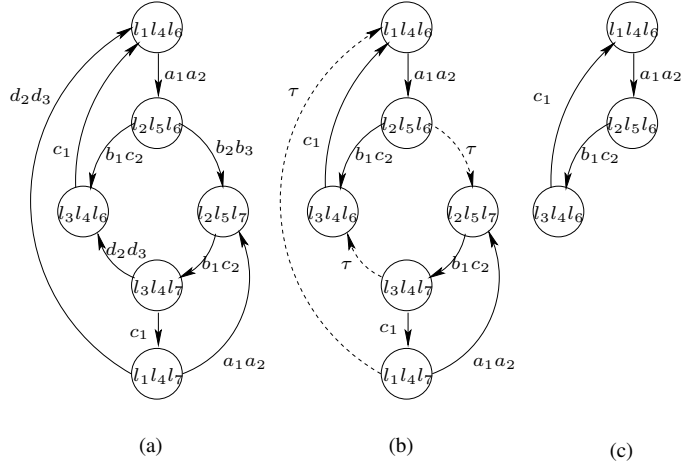 l₁l₄l₆
d₂d₃
a₁a₂
c₁
l₂l₅l₆
b₁c₂
b₂b₃
l₃l₄l₆
l₂l₅l₇
d₂d₃
b₁c₂
l₃l₄l₇
c₁
a₁a₂
l₁l₄l₇
(a)
l₁l₄l₆
τ
a₁a₂
c₁
l₂l₅l₆
b₁c₂
τ
l₃l₄l₆
l₂l₅l₇
τ
b₁c₂
l₃l₄l₇
c₁
a₁a₂
l₁l₄l₇
(b)
l₁l₄l₆
c₁
a₁a₂
l₂l₅l₆
b₁c₂
l₃l₄l₆
(c)